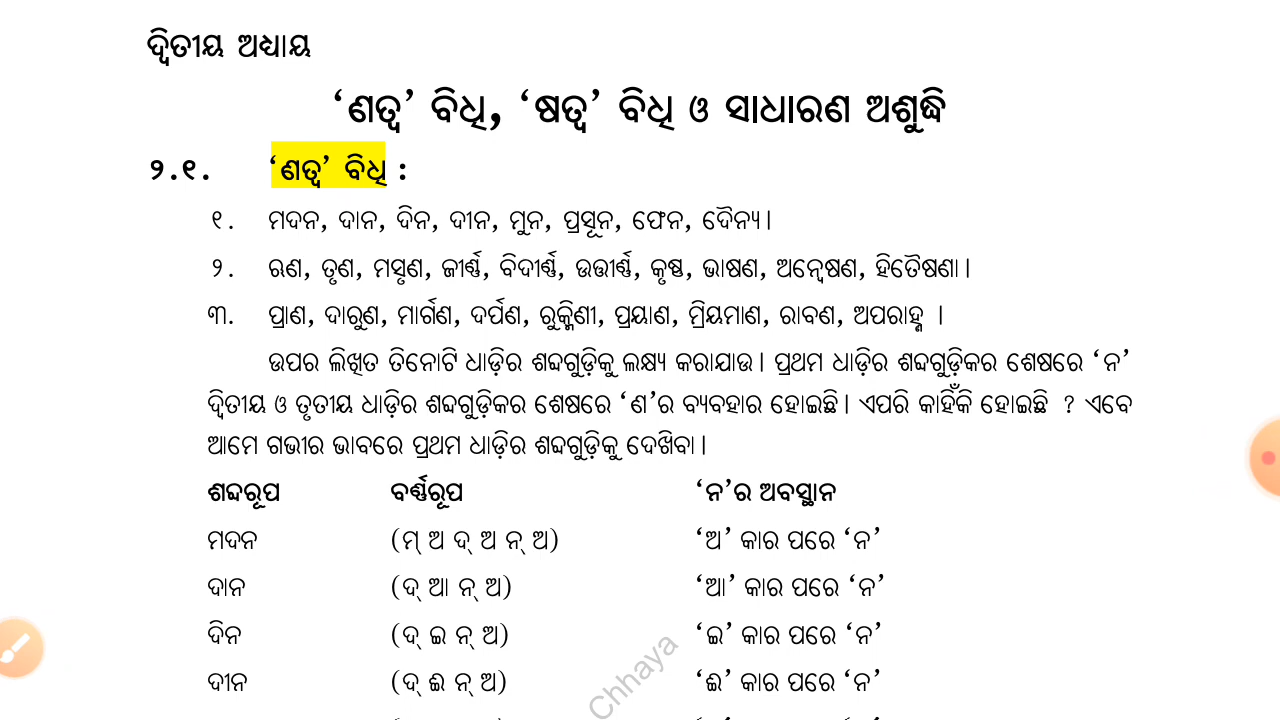 ଦ୍ଵିତୀୟ ଅଧ୍ୟାୟ
‘ଣତ୍ଵ’ ବିଧି, ‘ଷତ୍ଵ’ ବିଧି ଓ ସାଧାରଣ ଅଶୁଦ୍ଧି
୨.୧. ‘ଣତ୍ଵ’ ବିଧି :
୧. ମଦନ, ଦାନ, ଦିନ, ଦୀନ, ମୁନ, ପ୍ରସୂନ, ଫେନ, ଦୈନ୍ୟ।
୨. ଋଣ, ତୃଣ, ମସୃଣ, ଜୀର୍ଣ୍ଣ, ବିଦୀର୍ଣ୍ଣ, ଉତ୍ତୀର୍ଣ୍ଣ, କୃଷ୍ଣ, ଭାଷଣ, ଅନ୍ଵେଷଣ, ହିତୈଷଣା।
୩. ପ୍ରାଣ, ଦାରୁଣ, ମାର୍ଗଣ, ଦର୍ପଣ, ରୁକ୍ମିଣୀ, ପ୍ରୟାଣ, ମ୍ରିୟମାଣ, ରାବଣ, ଅପରାହ୍ଣ ।
ଉପର ଲିଖିତ ତିନୋଟି ଧାଡ଼ିର ଶବ୍ଦଗୁଡ଼ିକୁ ଲକ୍ଷ୍ୟ କରାଯାଉ। ପ୍ରଥମ ଧାଡ଼ିର ଶବ୍ଦଗୁଡ଼ିକର ଶେଷରେ ‘ନ’
ଦ୍ଵିତୀୟ ଓ ତୃତୀୟ ଧାଡ଼ିର ଶବ୍ଦଗୁଡ଼ିକର ଶେଷରେ ‘ଣ’ର ବ୍ୟବହାର ହୋଇଛି। ଏପରି କାହିଁକି ହୋଇଛି ? ଏବେ
ଆମେ ଗଭୀର ଭାବରେ ପ୍ରଥମ ଧାଡ଼ିର ଶବ୍ଦଗୁଡ଼ିକୁ ଦେଖିବା।
ଶବ୍ଦରୂପ ବର୍ଣ୍ଣରୂପ ‘ନ’ର ଅବସ୍ଥାନ
ମଦନ (ମ୍ ଅ ଦ୍ ଅ ନ୍ ଅ) ‘ଅ’ କାର ପରେ ‘ନ’
ଦାନ (ଦ୍ ଆ ନ୍ ଅ) ‘ଆ’ କାର ପରେ ‘ନ’
ଦିନ (ଦ୍ ଇ ନ୍ ଅ) ‘ଇ’ କାର ପରେ ‘ନ’
ଦୀନ (ଦ୍ ଈ ନ୍ ଅ) ‘ଈ’ କାର ପରେ ‘ନ’
Chhaya